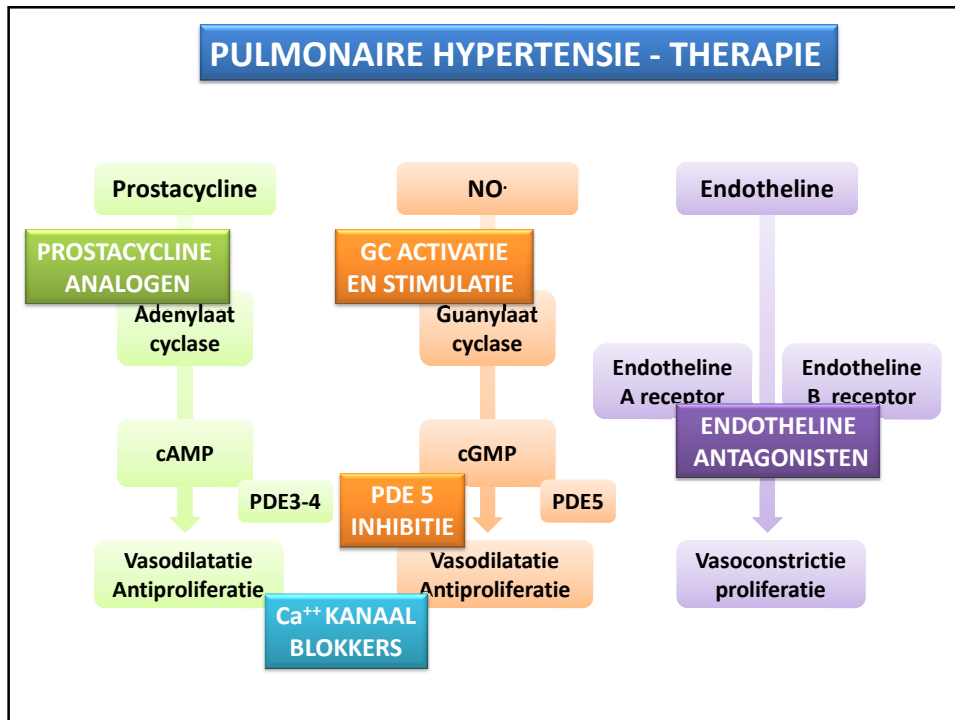 PULMONAIRE HYPERTENSIE - THERAPIE
Prostacycline
NO·
Endotheline
PROSTACYCLINE
ANALOGEN
GC ACTIVATIE
EN STIMULATIE
Adenylaat
cyclase
Guanylaat
cyclase
Endotheline
A receptor
Endotheline
B receptor
ENDOTHELINE
ANTAGONISTEN
cAMP
cGMP
PDE3-4
PDE 5
INHIBITIE
PDE5
Vasodilatatie
Antiproliferatie
Vasodilatatie
Antiproliferatie
Vasoconstrictie
proliferatie
Ca⁺⁺ KANAAL
BLOKKERS